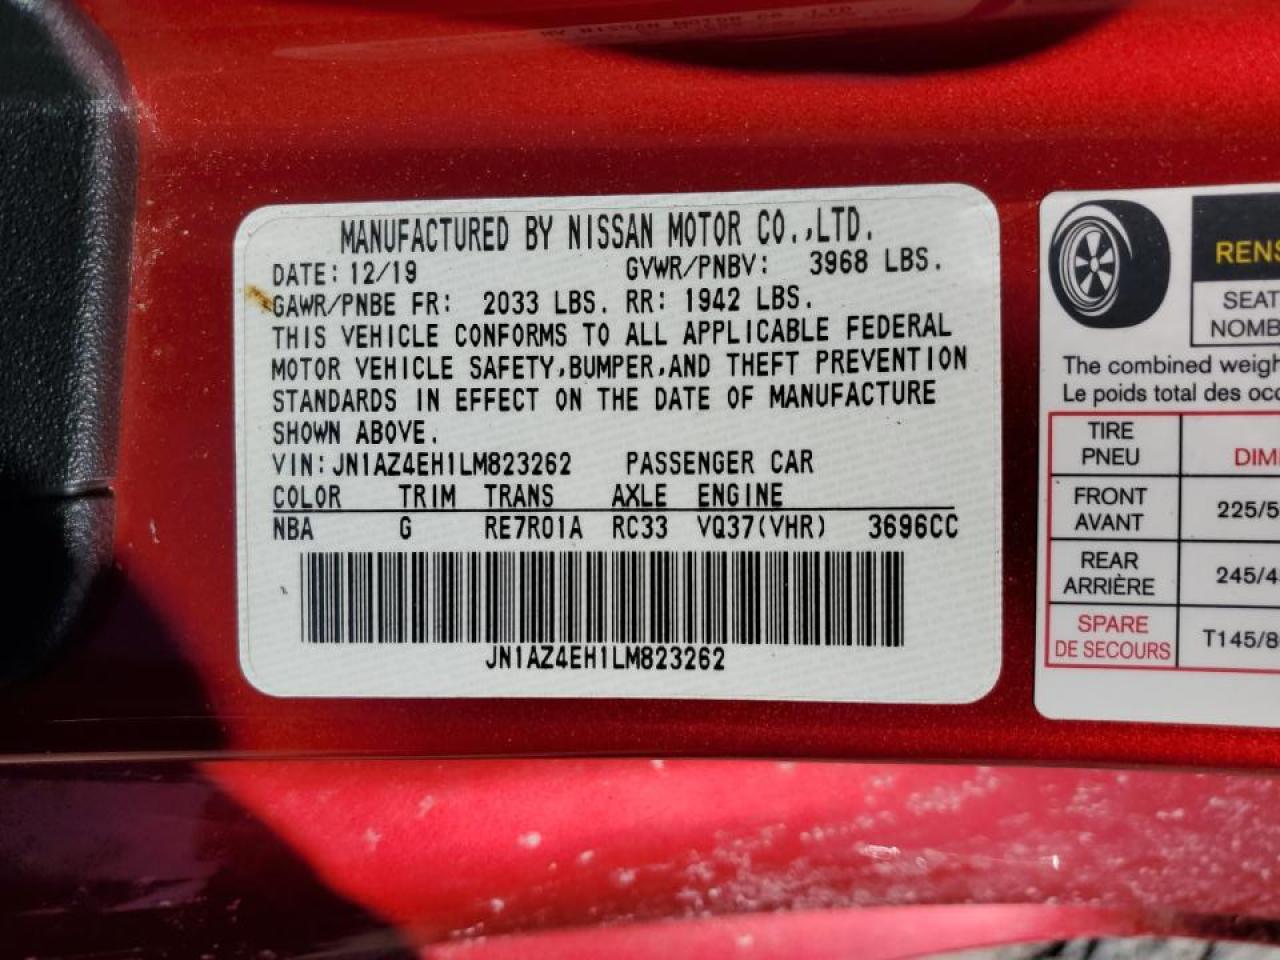 MANUFACTURED BY NISSAN MOTOR CO.,LTD.
DATE: 12/19 GVWR/PNBV: 3968 LBS.
GAWR/PNBE FR: 2033 LBS. RR: 1942 LBS.
THIS VEHICLE CONFORMS TO ALL APPLICABLE FEDERAL
MOTOR VEHICLE SAFETY,BUMPER,AND THEFT PREVENTION
STANDARDS IN EFFECT ON THE DATE OF MANUFACTURE
SHOWN ABOVE.
VIN: JN1AZ4EH1LM823262 PASSENGER CAR
COLOR TRIM TRANS AXLE ENGINE
NBA G RE7R01A RC33 VQ37(VHR) 3696CC
JN1AZ4EH1LM823262
RENS
SEAT
NOMB
The combined weigh
Le poids total des occ
TIRE
PNEU DIM
FRONT
AVANT 225/5
REAR
ARRIÈRE 245/4
SPARE
DE SECOURS T145/8